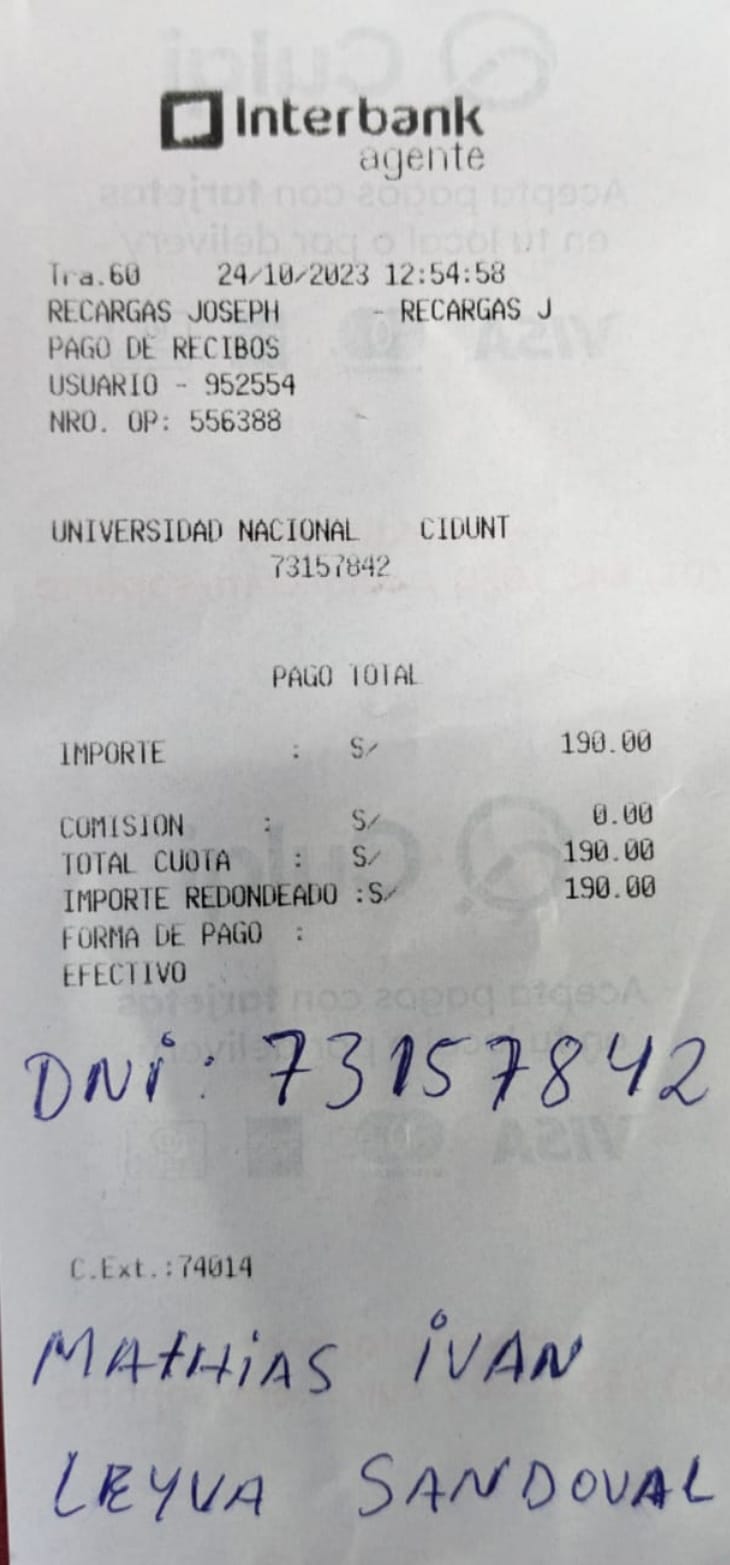 Interbank
agente
Tra.60 24/10/2023 12:54:58
RECARGAS JOSEPH - RECARGAS J
PAGO DE RECIBOS
USUARIO - 952554
NRO. OP: 556388
UNIVERSIDAD NACIONAL CIDUNT
73157842
PAGO TOTAL
IMPORTE : S/ 190.00
COMISION : S/ 0.00
TOTAL CUOTA : S/ 190.00
IMPORTE REDONDEADO :S/ 190.00
FORMA DE PAGO :
EFECTIVO
DNi: 73157842
C.Ext.:74014
MAtHiAS iVAN
LEYVA SANDOVAL